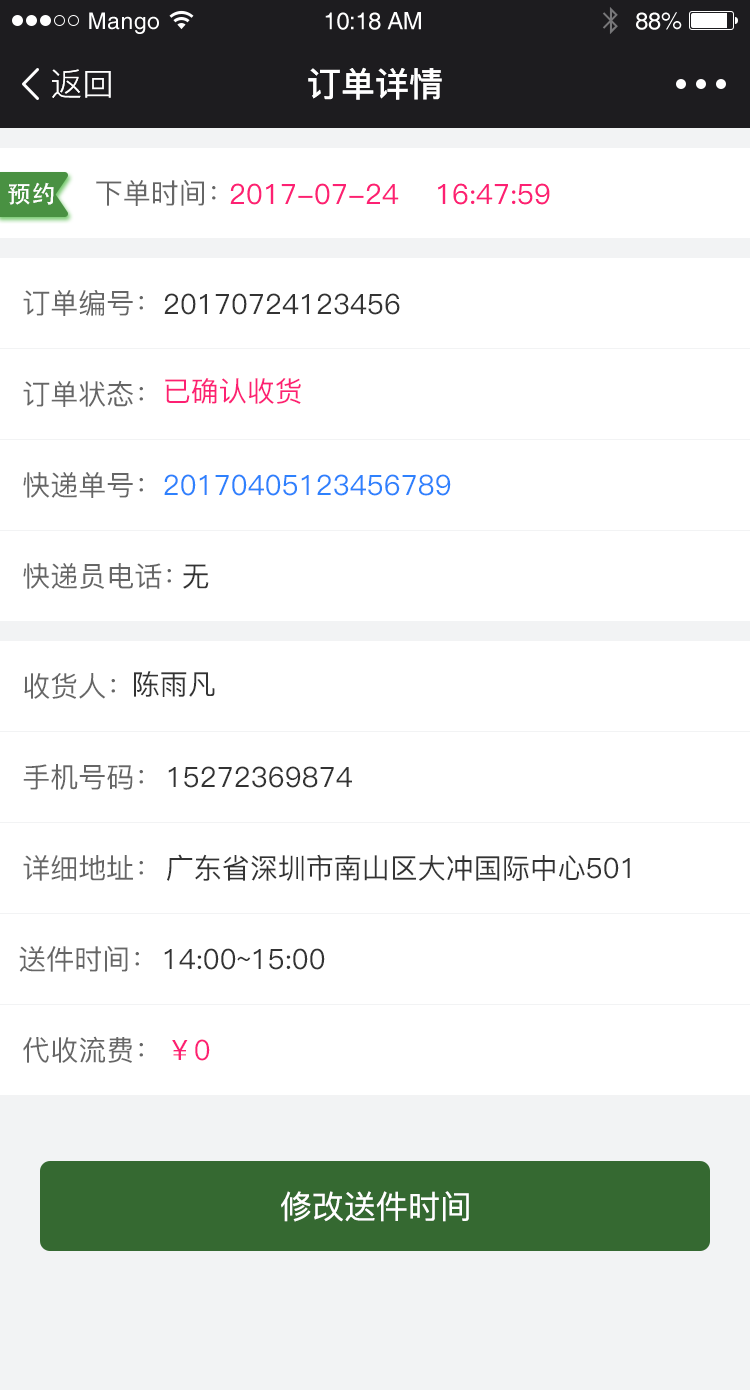 Mango 10:18 AM 88%
返回 订单详情
预约 下单时间：2017-07-24 16:47:59
订单编号：20170724123456
订单状态：已确认收货
快递单号：20170405123456789
快递员电话：无
收货人：陈雨凡
手机号码：15272369874
详细地址：广东省深圳市南山区大冲国际中心501
送件时间：14:00~15:00
代收流费：￥0
修改送件时间